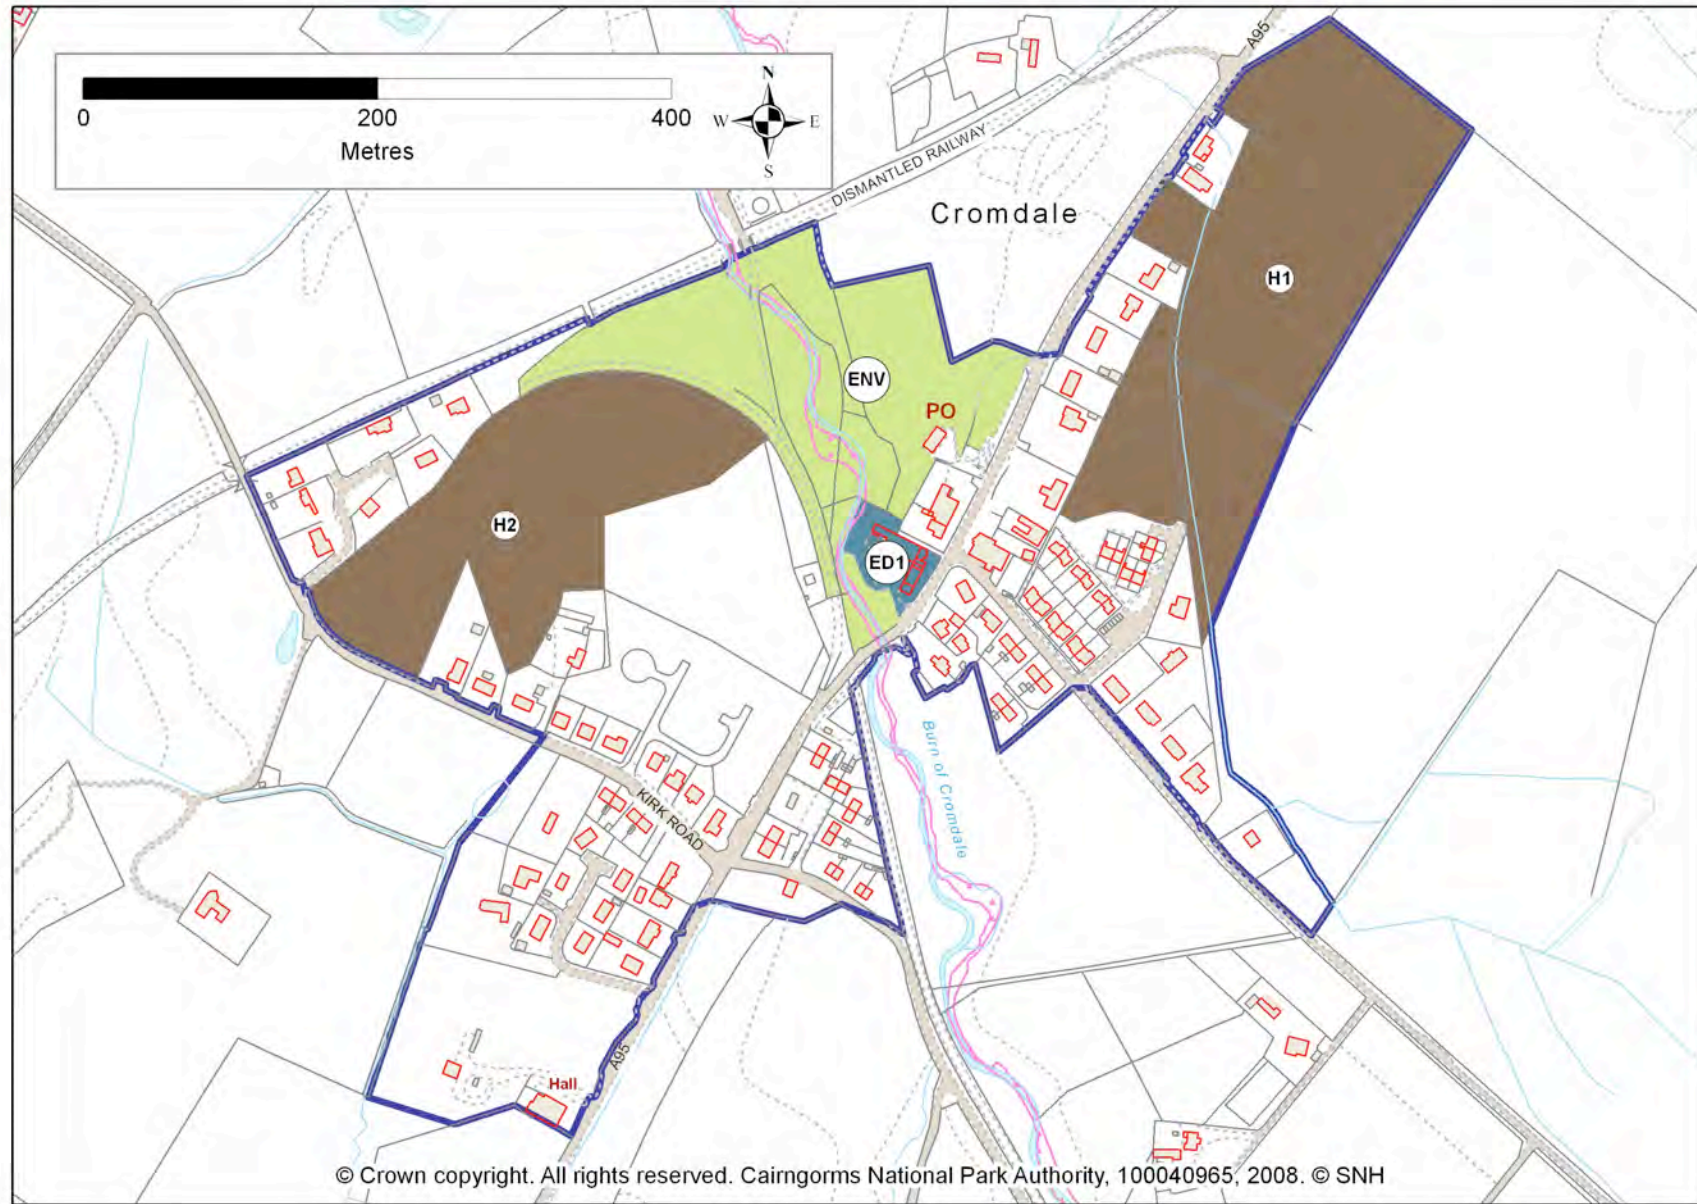 A95
N
W E
S
0 200 400
Metres
DISMANTLED RAILWAY
Cromdale
H1
ENV
PO
H2
ED1
Burn of Cromdale
KIRK ROAD
A95
Hall
© Crown copyright. All rights reserved. Cairngorms National Park Authority, 100040965, 2008. © SNH